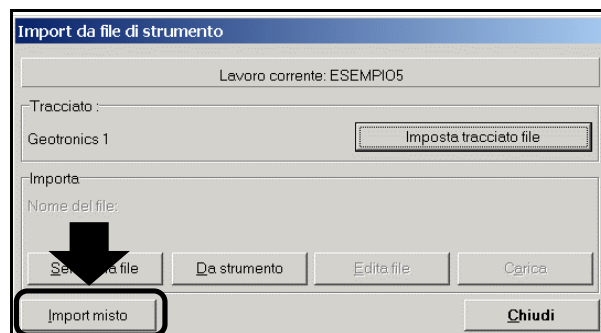 Import da file di strumento
Lavoro corrente: ESEMPIO5
Tracciato :
Geotronics 1
Imposta tracciato file
Importa
Nome del file:
file
Da strumento
Edita file
Carica
Import misto
Chiudi